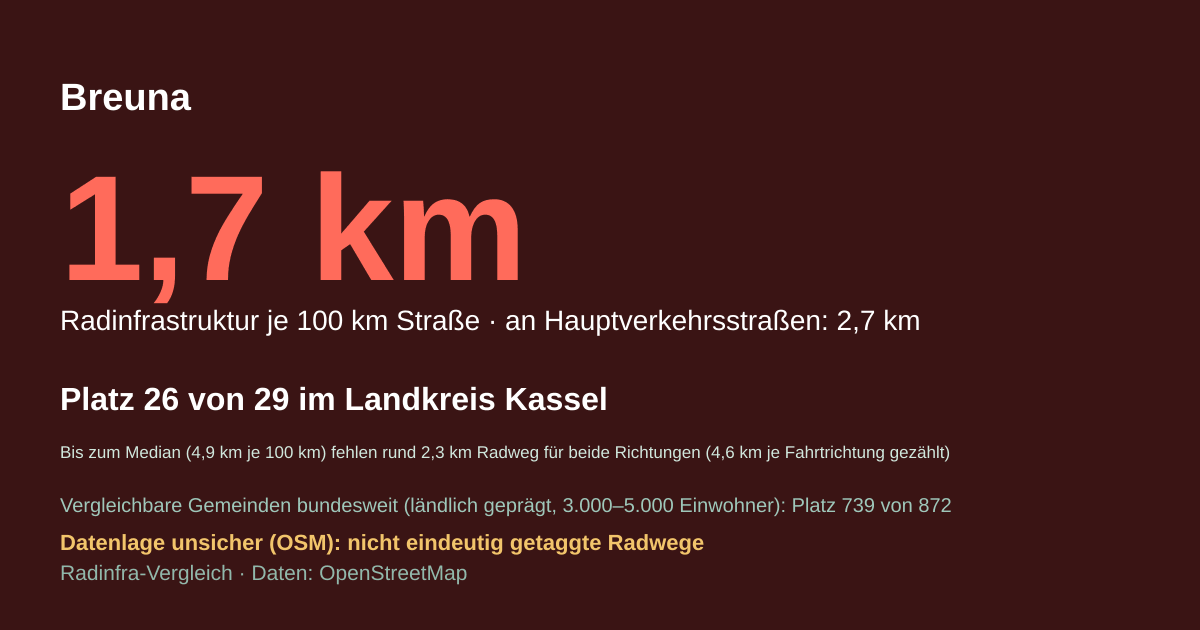 Breuna
1,7 km
Radinfrastruktur je 100 km Straße · an Hauptverkehrsstraßen: 2,7 km
Platz 26 von 29 im Landkreis Kassel
Bis zum Median (4,9 km je 100 km) fehlen rund 2,3 km Radweg für beide Richtungen (4,6 km je Fahrtrichtung gezählt)
Vergleichbare Gemeinden bundesweit (ländlich geprägt, 3.000–5.000 Einwohner): Platz 739 von 872
Datenlage unsicher (OSM): nicht eindeutig getaggte Radwege
Radinfra-Vergleich · Daten: OpenStreetMap